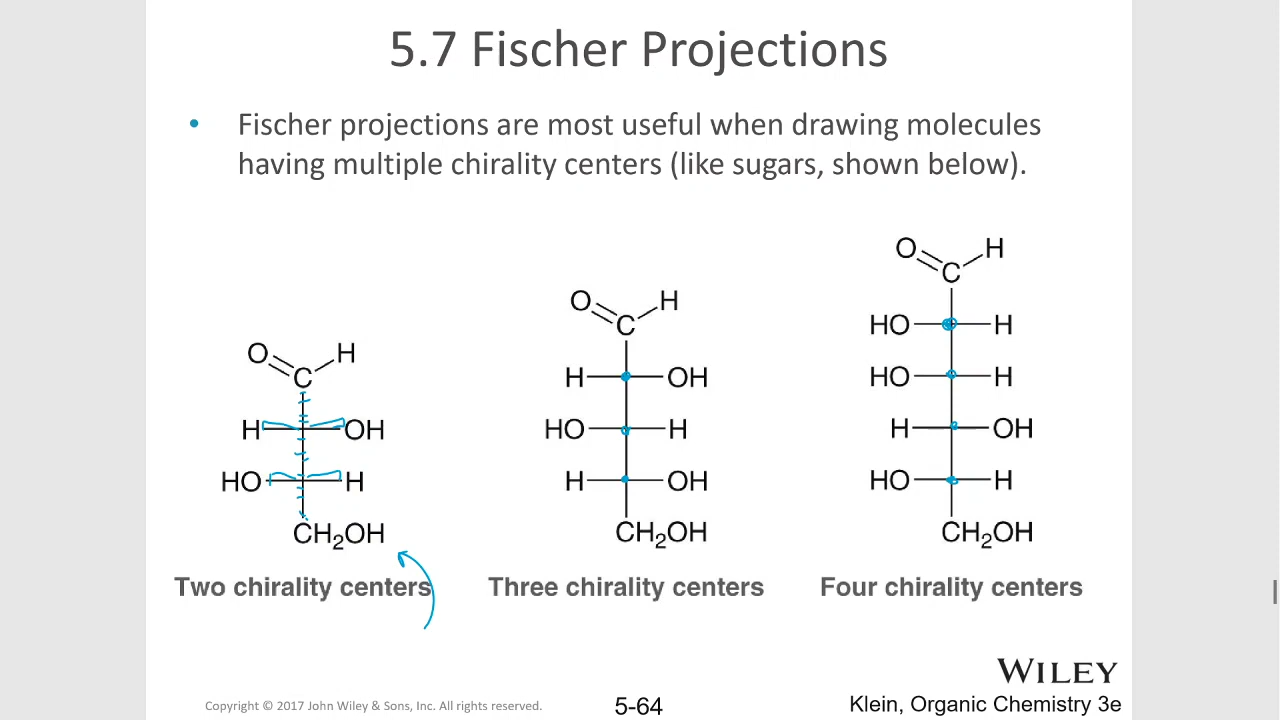 5.7 Fischer Projections
• Fischer projections are most useful when drawing molecules
having multiple chirality centers (like sugars, shown below).
O H
C
H OH
HO H
CH₂OH
Two chirality centers
O H
C
H OH
HO H
H OH
CH₂OH
Three chirality centers
O H
C
HO H
HO H
H OH
HO H
CH₂OH
Four chirality centers
WILEY
Copyright © 2017 John Wiley & Sons, Inc. All rights reserved.
5-64
Klein, Organic Chemistry 3e